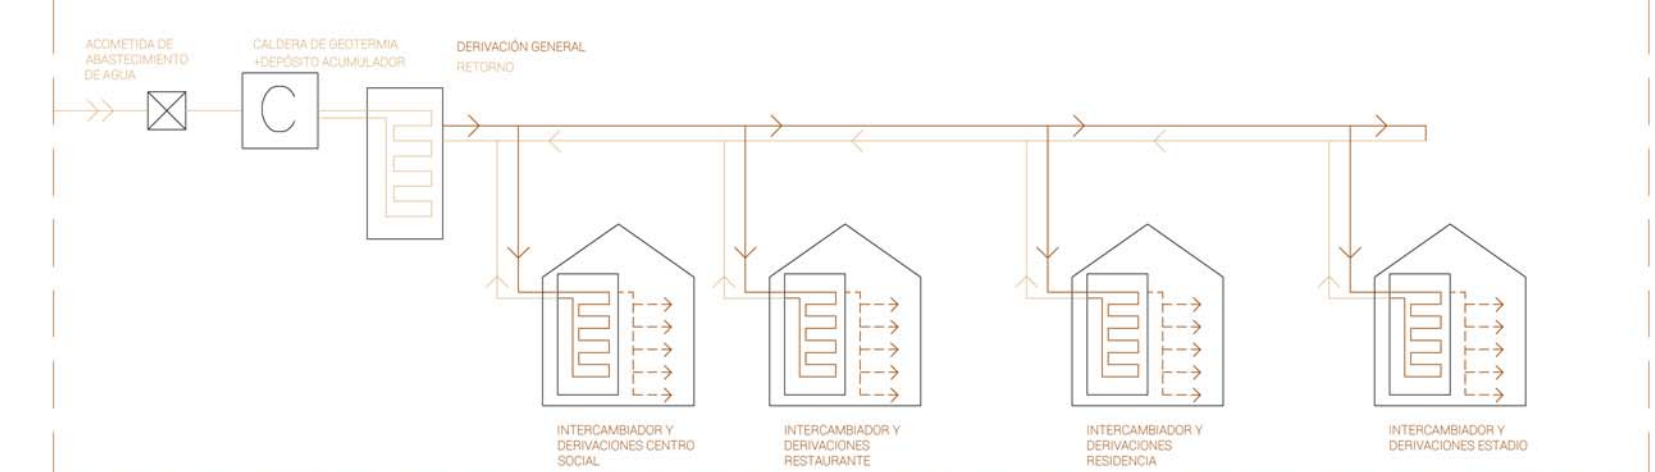 ACOMETIDA DE
ABASTECIMIENTO
DE AGUA
CALDERA DE GEOTERMIA
+DEPÓSITO ACUMULADOR
DERIVACIÓN GENERAL
RETORNO
C
INTERCAMBIADOR Y
DERIVACIONES CENTRO
SOCIAL
INTERCAMBIADOR Y
DERIVACIONES
RESTAURANTE
INTERCAMBIADOR Y
DERIVACIONES
RESIDENCIA
INTERCAMBIADOR Y
DERIVACIONES ESTADIO